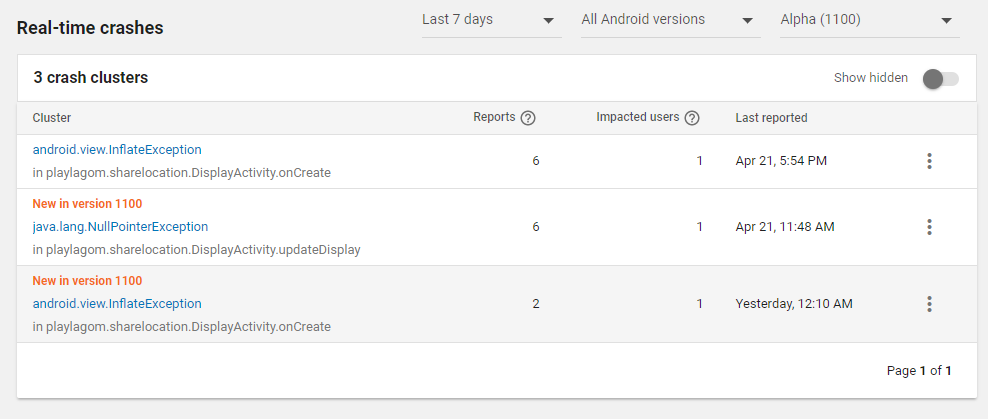 Real-time crashes
Last 7 days
All Android versions
Alpha (1100)
3 crash clusters
Show hidden
Cluster
Reports
Impacted users
Last reported
android.view.InflateException
in playlagom.sharelocation.DisplayActivity.onCreate
6
1
Apr 21, 5:54 PM
New in version 1100
java.lang.NullPointerException
in playlagom.sharelocation.DisplayActivity.updateDisplay
6
1
Apr 21, 11:48 AM
New in version 1100
android.view.InflateException
in playlagom.sharelocation.DisplayActivity.onCreate
2
1
Yesterday, 12:10 AM
Page 1 of 1